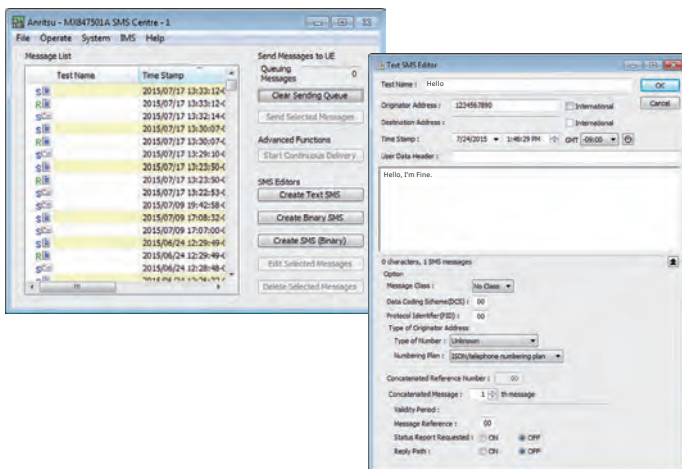 Anritsu - MX847501A SMS Centre - 1
File Operate System IMS Help
Message List
Test Name Time Stamp
S 2015/07/17 13:33:12-(
R 2015/07/17 13:33:12-(
S 2015/07/17 13:32:14-(
S 2015/07/17 13:30:07-(
R 2015/07/17 13:30:07-(
S 2015/07/17 13:29:10-(
S 2015/07/17 13:23:50-(
R 2015/07/17 13:23:50-(
S 2015/07/17 13:22:53-(
S 2015/07/09 19:42:58-(
S 2015/07/09 17:08:32-(
S 2015/07/09 17:07:00-(
S 2015/06/24 12:29:49-(
R 2015/06/24 12:29:49-(
S 2015/06/24 12:28:48-(
Send Messages to UE
Queuing
Messages 0
Clear Sending Queue
Send Selected Messages
Advanced Functions
Start Continuous Delivery
SMS Editors
Create Text SMS
Create Binary SMS
Create SMS (Binary)
Edit Selected Messages
Delete Selected Messages
Text SMS Editor
Test Name : Hello
OK
Originator Address : 1234567890 International
Cancel
Destination Address : International
Time Stamp : 7/24/2015 1:46:29 PM GMT -09:00
User Data Header :
Hello, I'm Fine.
0 characters, 1 SMS messages
Option
Message Class : No Class
Data Coding Scheme(DCS) : 00
Protocol Identifier(PID) : 00
Type of Originator Address
Type of Number : Unknown
Numbering Plan : ISDN/telephone numbering plan
Concatenated Reference Number : 00
Concatenated Message : 1 th message
Validity Period :
Message Reference : 00
Status Report Requested : ON OFF
Reply Path : ON OFF